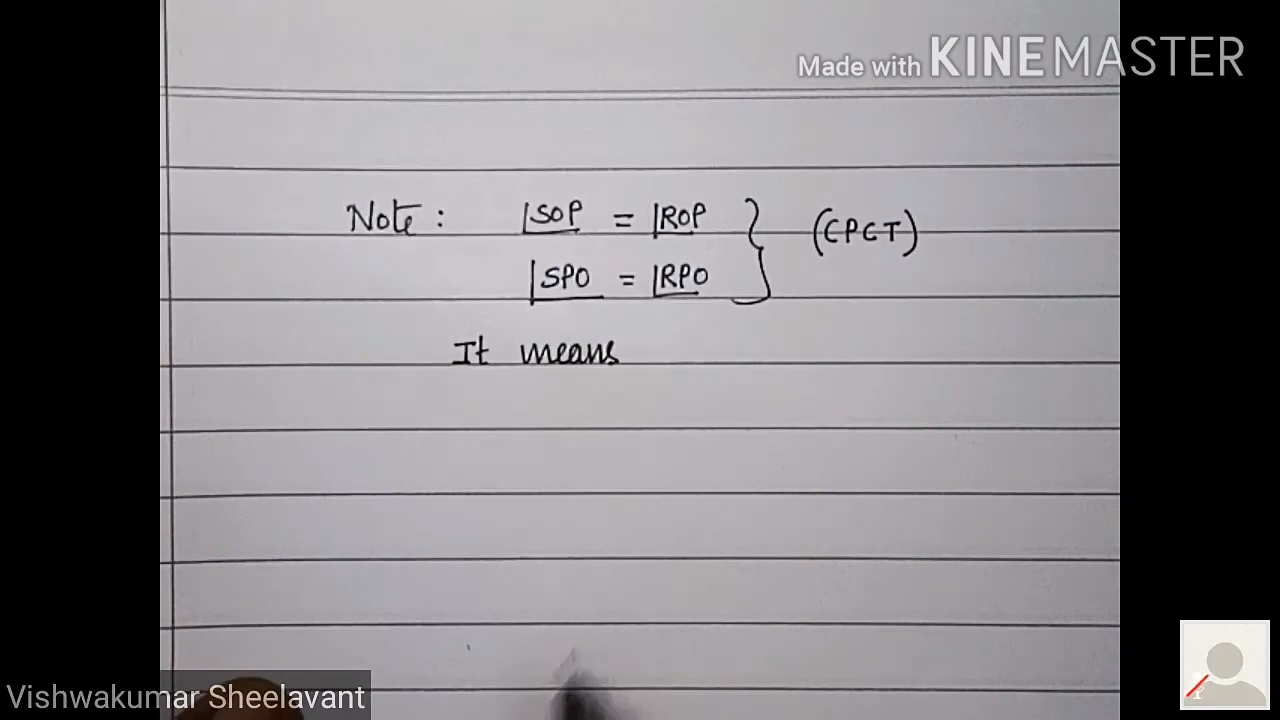 Made with KINEMASTER
Note : ∠SOP = ∠ROP
∠SPO = ∠RPO
(CPCT)
It means
Vishwakumar Sheelavant